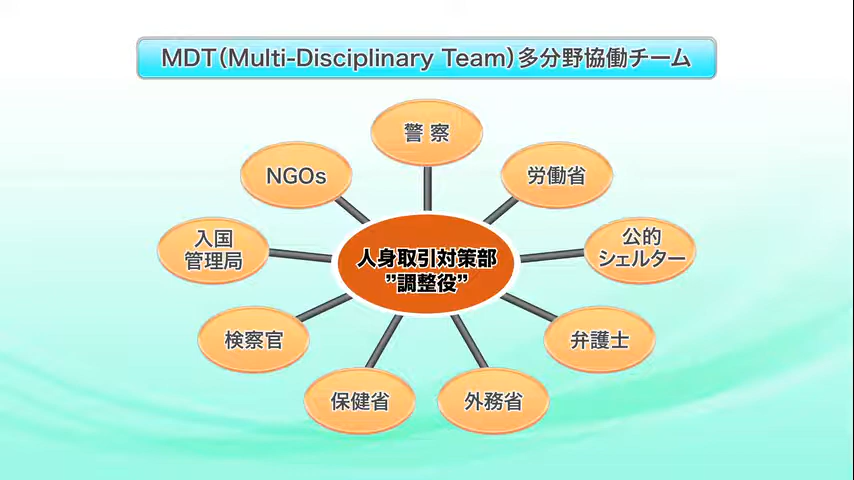 MDT(Multi-Disciplinary Team)多分野協働チーム
警察
NGOs
労働省
入国
管理局
公的
シェルター
人身取引対策部
”調整役”
検察官
弁護士
保健省
外務省